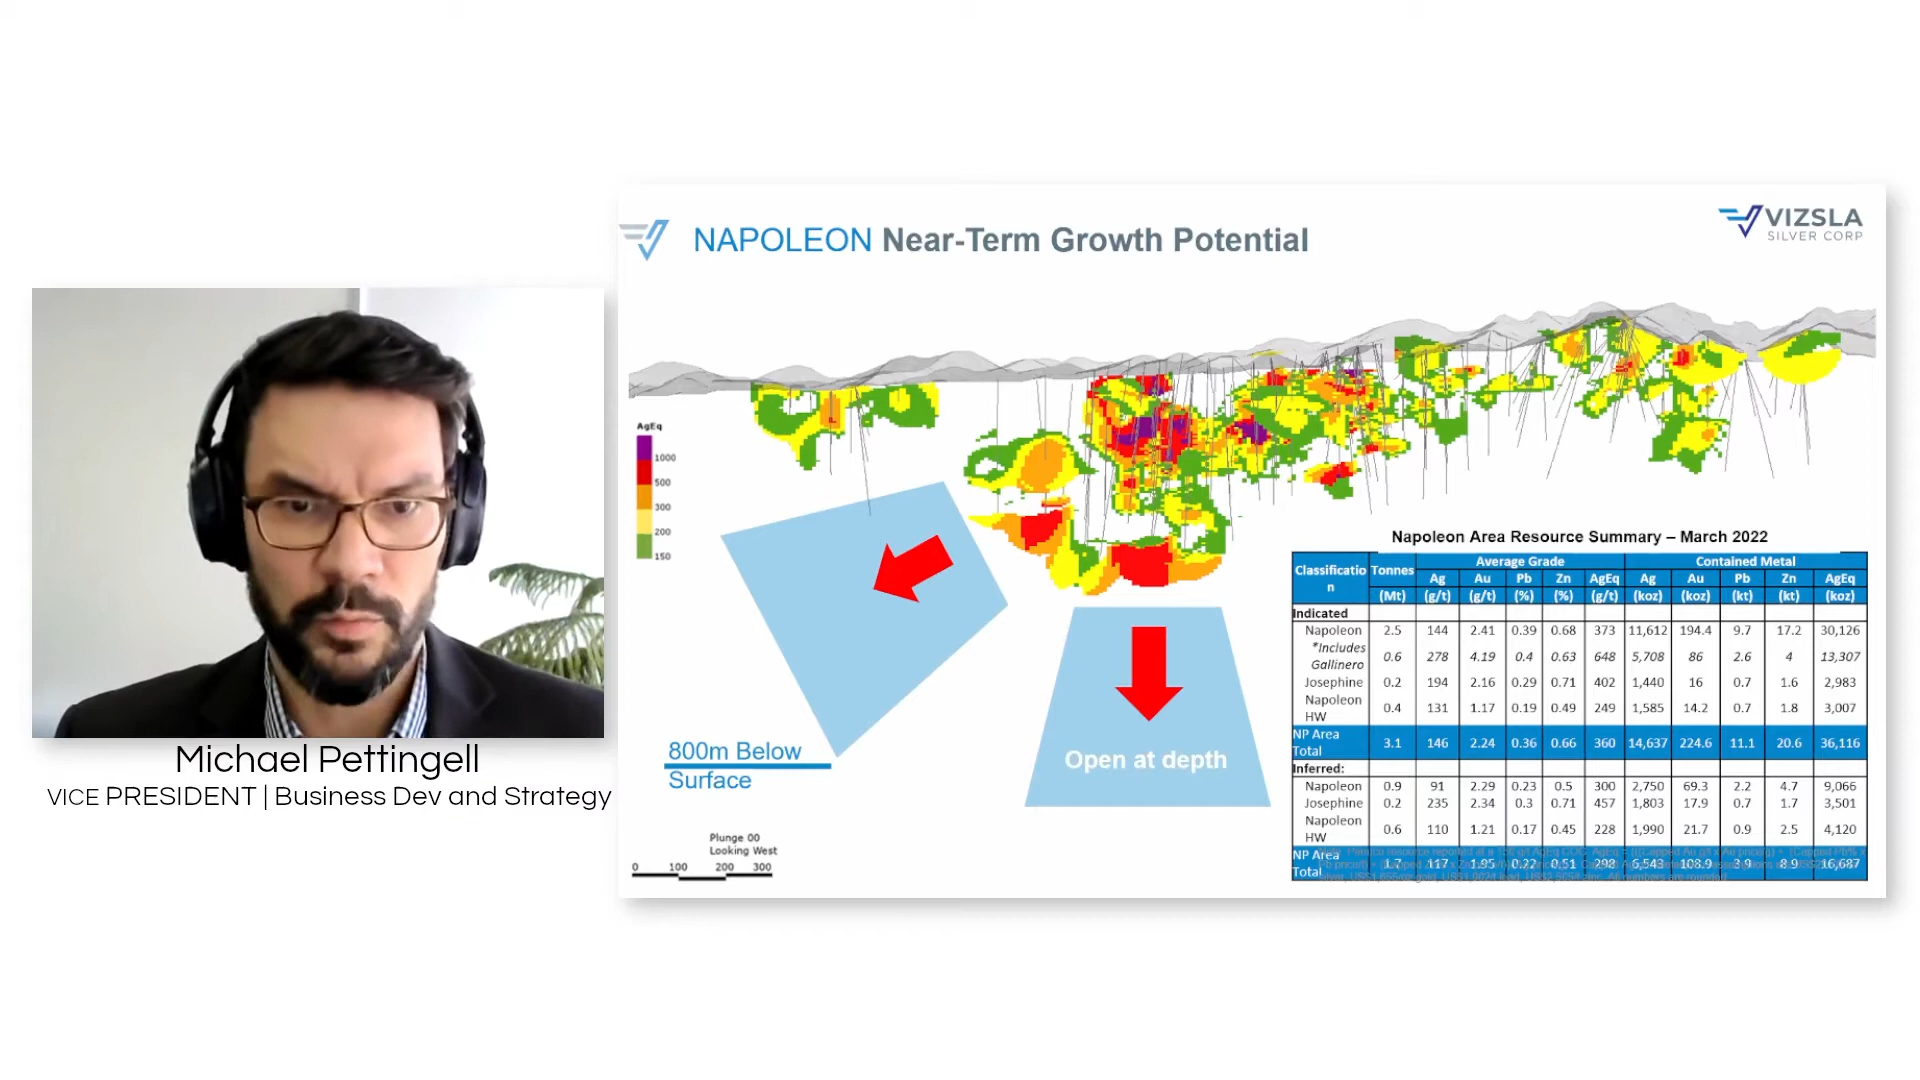 NAPOLEON Near-Term Growth Potential
VIZSLA
SILVER CORP
AgEq
1000
500
300
200
150
800m Below
Surface
Open at depth
Plunge 00
Looking West
0 100 200 300
Michael Pettingell
VICE PRESIDENT | Business Dev and Strategy
Napoleon Area Resource Summary – March 2022
Classificatio
n
Tonnes Average Grade Contained Metal
Ag Au Pb Zn AgEq Ag Au Pb Zn AgEq
(Mt) (g/t) (g/t) (%) (%) (g/t) (koz) (koz) (kt) (kt) (koz)
Indicated
Napoleon 2.5 144 2.41 0.39 0.68 373 11,612 194.4 9.7 17.2 30,126
*Includes
Gallinero 0.6 278 4.19 0.4 0.63 648 5,708 86 2.6 4 13,307
Josephine 0.2 194 2.16 0.29 0.71 402 1,440 16 0.7 1.6 2,983
Napoleon
HW 0.4 131 1.17 0.19 0.49 249 1,585 14.2 0.7 1.8 3,007
NP Area
Total 3.1 146 2.24 0.36 0.66 360 14,637 224.6 11.1 20.6 36,116
Inferred:
Napoleon 0.9 91 2.29 0.23 0.5 300 2,750 69.3 2.2 4.7 9,066
Josephine 0.2 235 2.34 0.3 0.71 457 1,803 17.9 0.7 1.7 3,501
Napoleon
HW 0.6 110 1.21 0.17 0.45 228 1,990 21.7 0.9 2.5 4,120
NP Area
Total 1.7 117 1.95 0.22 0.51 298 6,543 108.9 3.9 8.9 16,687